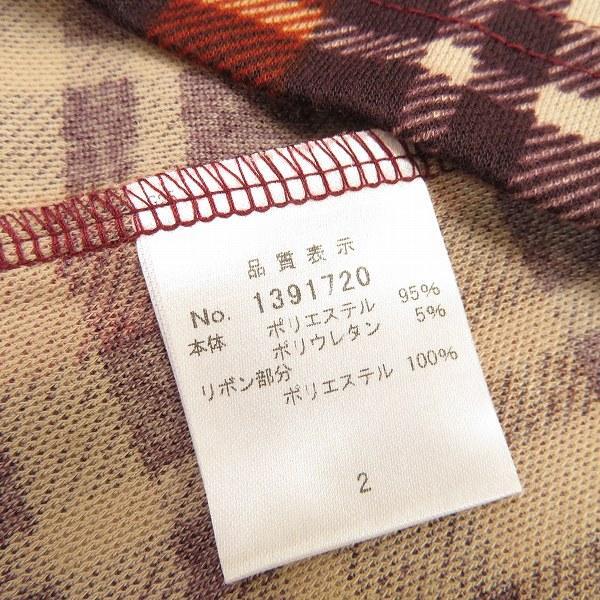 品質表示
No. 1391720
本体 ポリエステル 95%
ポリウレタン 5%
リボン部分
ポリエステル 100%
2